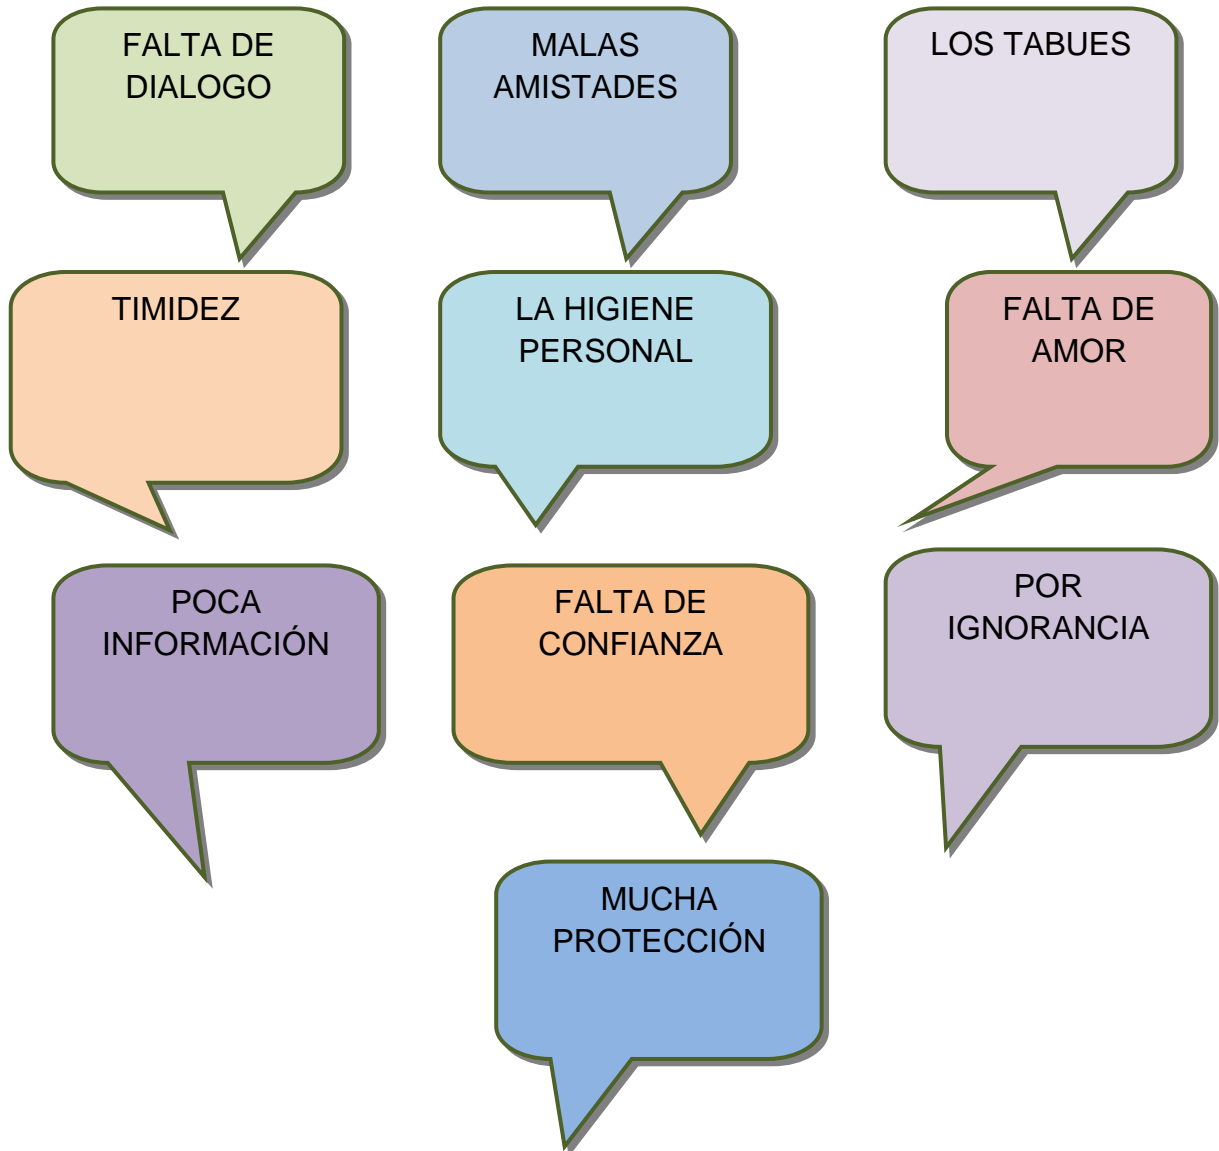 FALTA DE
DIALOGO
MALAS
AMISTADES
LOS TABUES
TIMIDEZ
LA HIGIENE
PERSONAL
FALTA DE
AMOR
POCA
INFORMACIÓN
FALTA DE
CONFIANZA
POR
IGNORANCIA
MUCHA
PROTECCIÓN